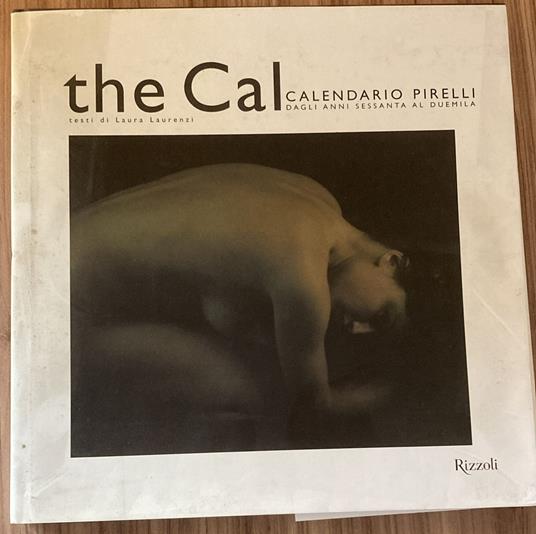 the Cal CALENDARIO PIRELLI
DAGLI ANNI SESSANTA AL DUEMILA
testi di Laura Laurenzi
Rizzoli